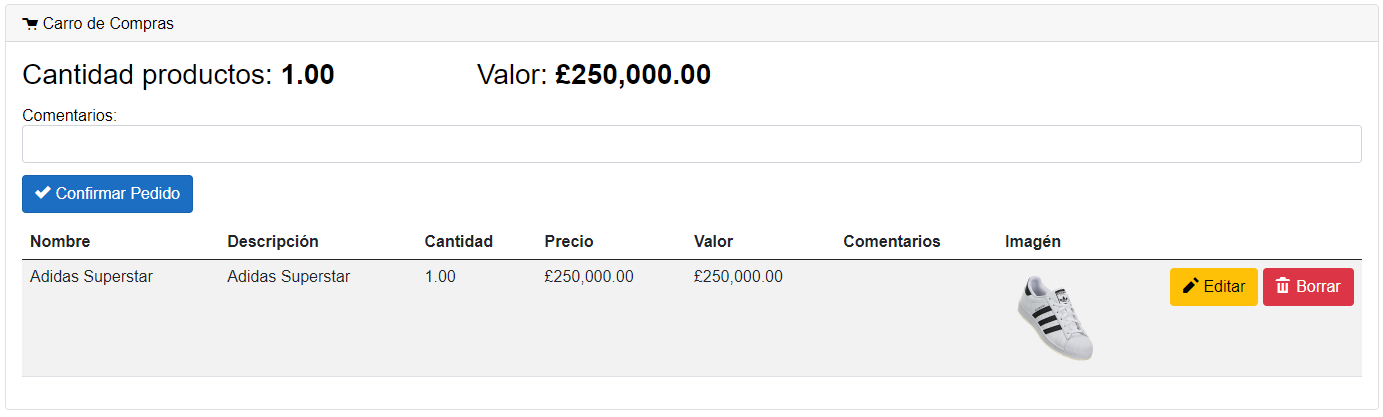 Carro de Compras
Cantidad productos: 1.00 Valor: £250,000.00
Comentarios:
Confirmar Pedido
Nombre Descripción Cantidad Precio Valor Comentarios Imagén
Adidas Superstar Adidas Superstar 1.00 £250,000.00 £250,000.00 Editar Borrar